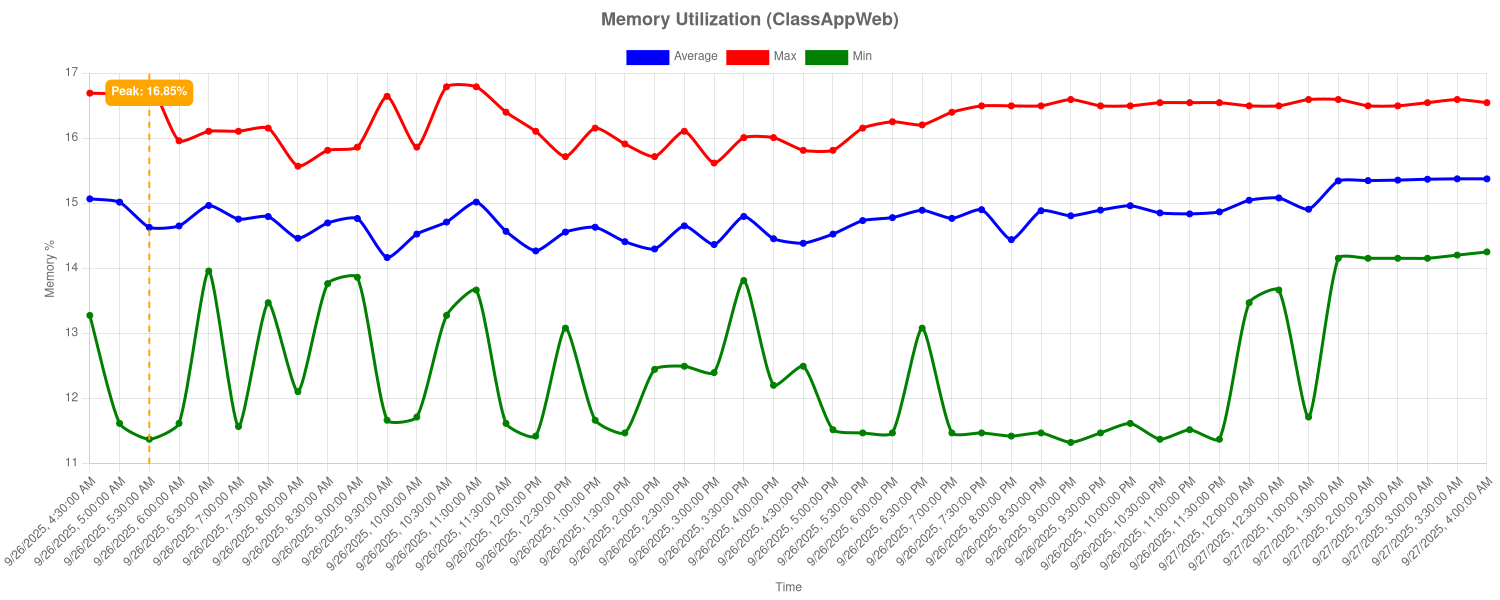 Memory Utilization (ClassAppWeb)
Average Max Min
17
Peak: 16.85%
16
15
14
13
12
11
Memory %
9/26/2025, 4:30:00 AM
9/26/2025, 5:00:00 AM
9/26/2025, 5:30:00 AM
9/26/2025, 6:00:00 AM
9/26/2025, 6:30:00 AM
9/26/2025, 7:00:00 AM
9/26/2025, 7:30:00 AM
9/26/2025, 8:00:00 AM
9/26/2025, 8:30:00 AM
9/26/2025, 9:00:00 AM
9/26/2025, 9:30:00 AM
9/26/2025, 10:00:00 AM
9/26/2025, 10:30:00 AM
9/26/2025, 11:00:00 AM
9/26/2025, 11:30:00 AM
9/26/2025, 12:00:00 PM
9/26/2025, 12:30:00 PM
9/26/2025, 1:00:00 PM
9/26/2025, 1:30:00 PM
9/26/2025, 2:00:00 PM
9/26/2025, 2:30:00 PM
9/26/2025, 3:00:00 PM
9/26/2025, 3:30:00 PM
9/26/2025, 4:00:00 PM
9/26/2025, 4:30:00 PM
9/26/2025, 5:00:00 PM
9/26/2025, 5:30:00 PM
9/26/2025, 6:00:00 PM
9/26/2025, 6:30:00 PM
9/26/2025, 7:00:00 PM
9/26/2025, 7:30:00 PM
9/26/2025, 8:00:00 PM
9/26/2025, 8:30:00 PM
9/26/2025, 9:00:00 PM
9/26/2025, 9:30:00 PM
9/26/2025, 10:00:00 PM
9/26/2025, 10:30:00 PM
9/26/2025, 11:00:00 PM
9/26/2025, 11:30:00 PM
9/27/2025, 12:00:00 AM
9/27/2025, 12:30:00 AM
9/27/2025, 1:00:00 AM
9/27/2025, 1:30:00 AM
9/27/2025, 2:00:00 AM
9/27/2025, 2:30:00 AM
9/27/2025, 3:00:00 AM
9/27/2025, 3:30:00 AM
9/27/2025, 4:00:00 AM
Time